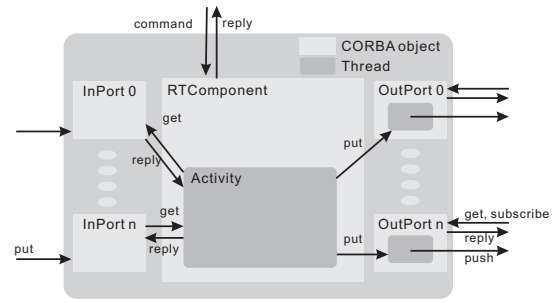 command
reply
CORBA object
Thread
InPort 0
RTComponent
OutPort 0
get
reply
put
Activity
InPort n
get
reply
put
put
OutPort n
get, subscribe
reply
push